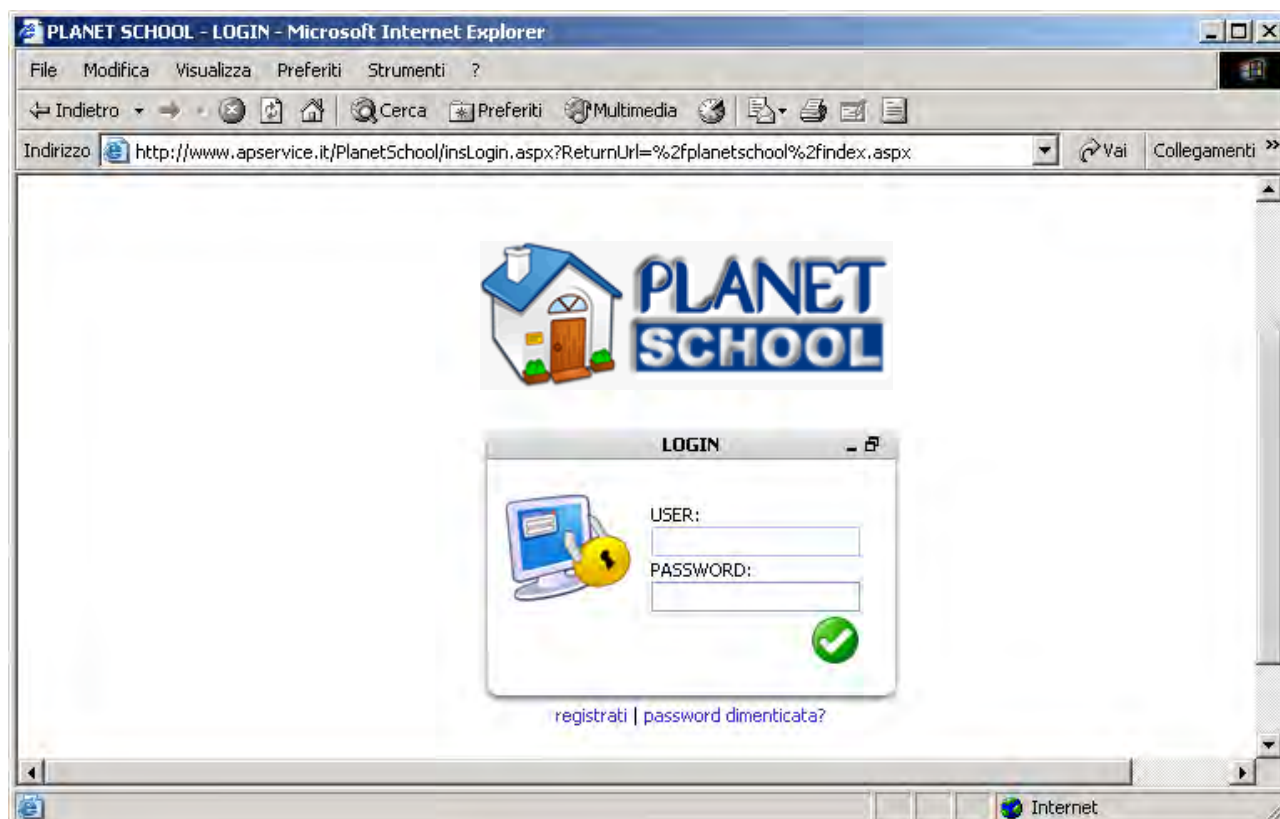 PLANET SCHOOL - LOGIN - Microsoft Internet Explorer
File Modifica Visualizza Preferiti Strumenti ?
Indietro Cerca Preferiti Multimedia
Indirizzo http://www.apservice.it/PlanetSchool/insLogin.aspx?ReturnUrl=%2fplanetschool%2findex.aspx Vai Collegamenti »
PLANET
SCHOOL
LOGIN
USER:
PASSWORD:
registrati | password dimenticata?
Internet